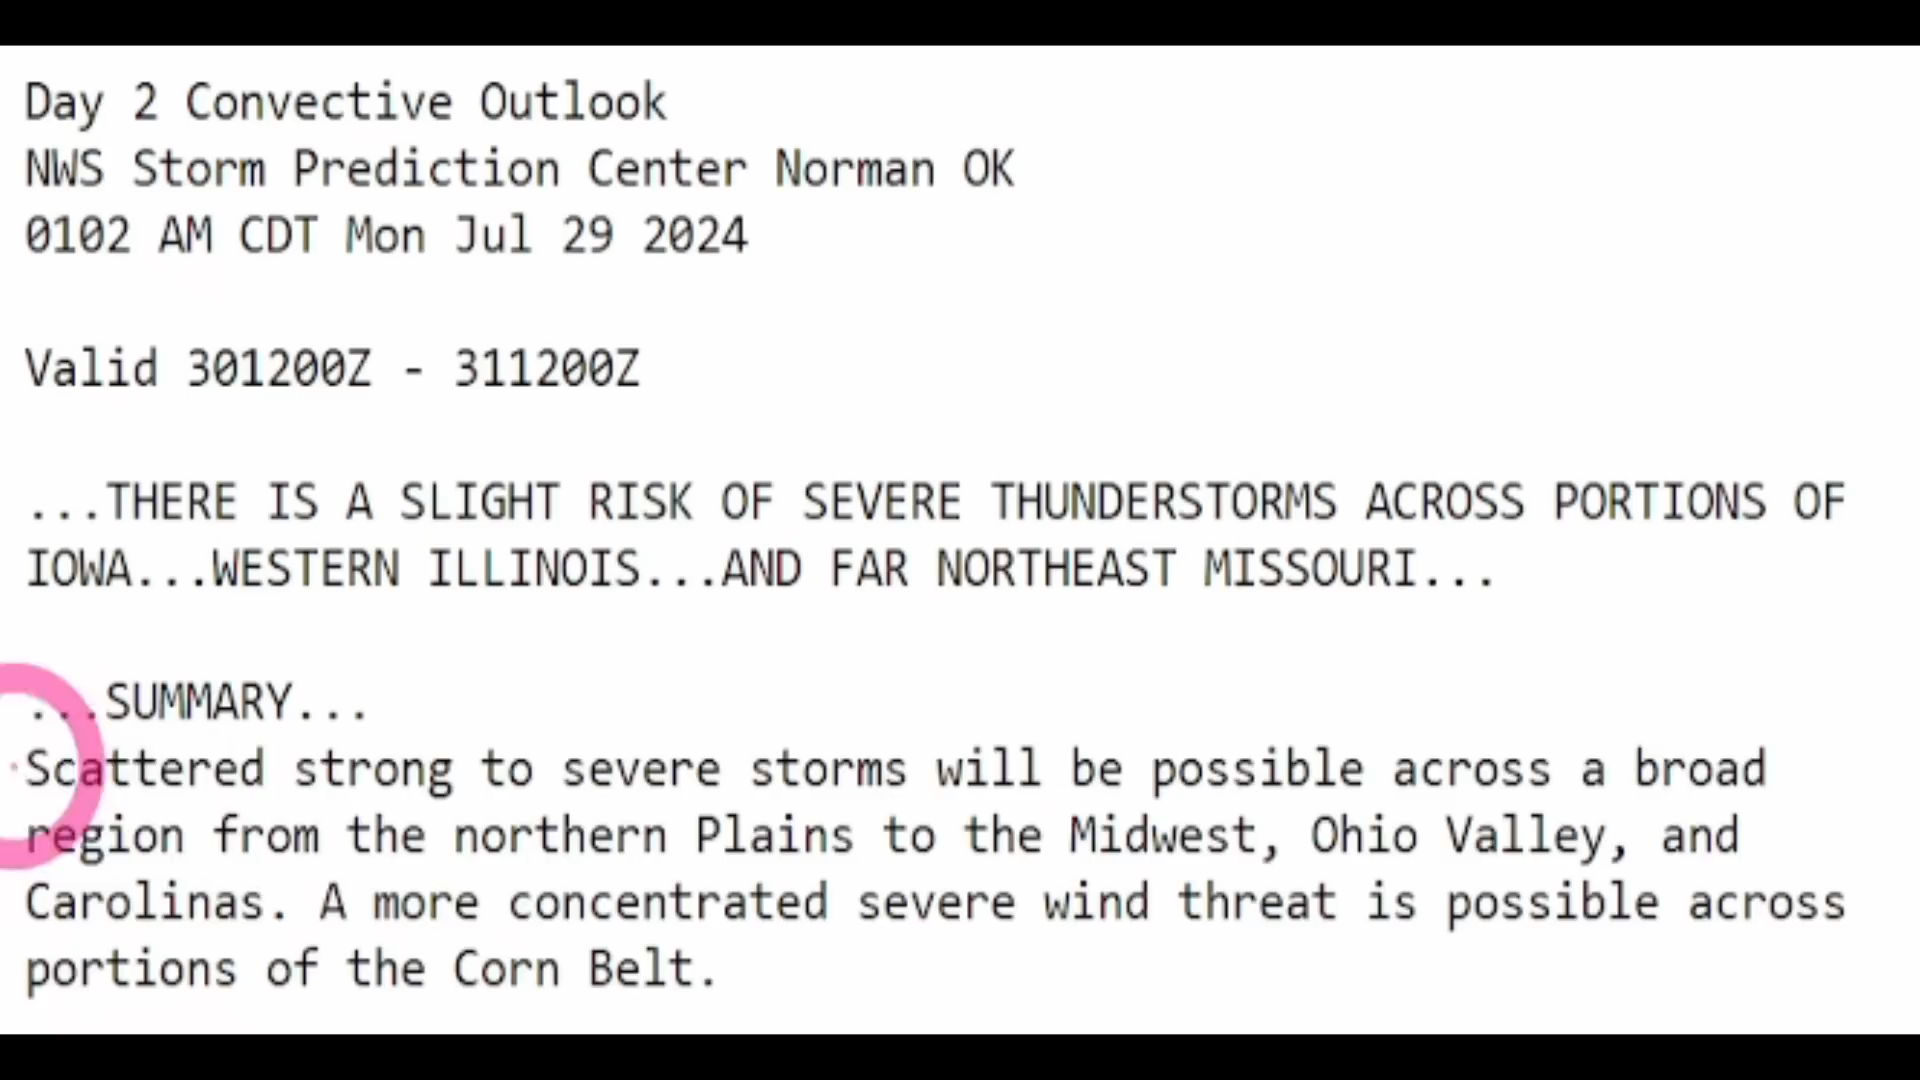 Day 2 Convective Outlook
NWS Storm Prediction Center Norman OK
0102 AM CDT Mon Jul 29 2024
Valid 301200Z - 311200Z
...THERE IS A SLIGHT RISK OF SEVERE THUNDERSTORMS ACROSS PORTIONS OF
IOWA...WESTERN ILLINOIS...AND FAR NORTHEAST MISSOURI...
...SUMMARY...
Scattered strong to severe storms will be possible across a broad
region from the northern Plains to the Midwest, Ohio Valley, and
Carolinas. A more concentrated severe wind threat is possible across
portions of the Corn Belt.